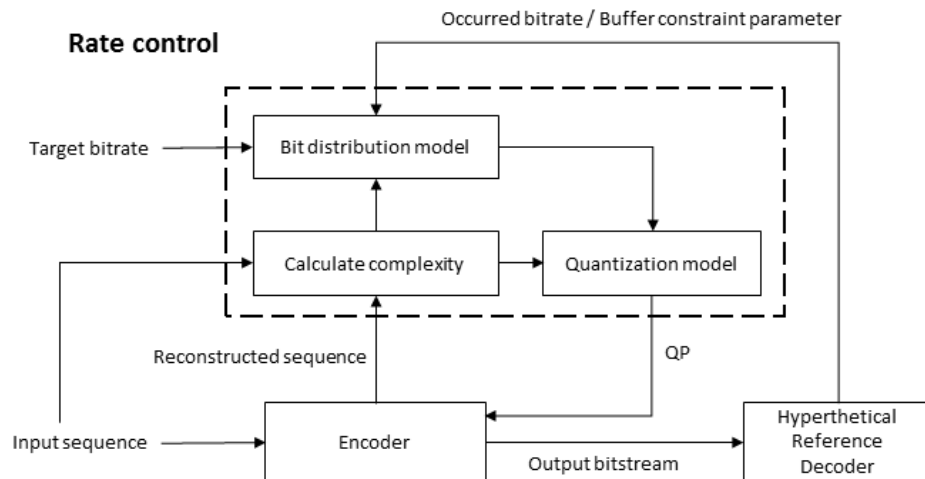 Occurred bitrate / Buffer constraint parameter
Rate control
Target bitrate
Bit distribution model
Calculate complexity
Quantization model
Reconstructed sequence
QP
Input sequence
Encoder
Output bitstream
Hyperthetical
Reference
Decoder